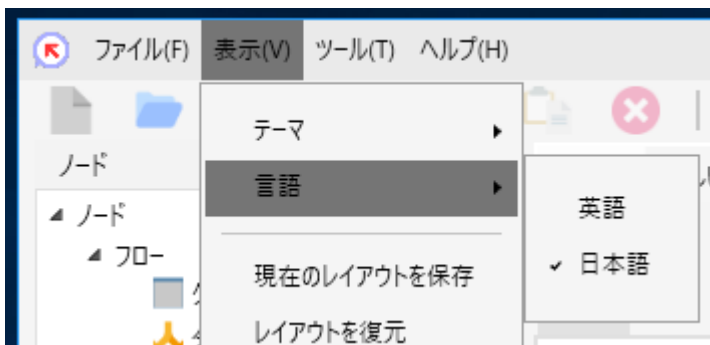 ファイル(F) 表示(V) ツール(T) ヘルプ(H)
テーマ
ノード
言語
英語
ノード
日本語
フロー
現在のレイアウトを保存
レイアウトを復元